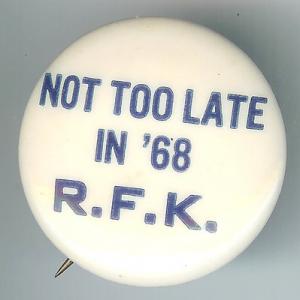 NOT TOO LATE
IN '68
R.F.K.